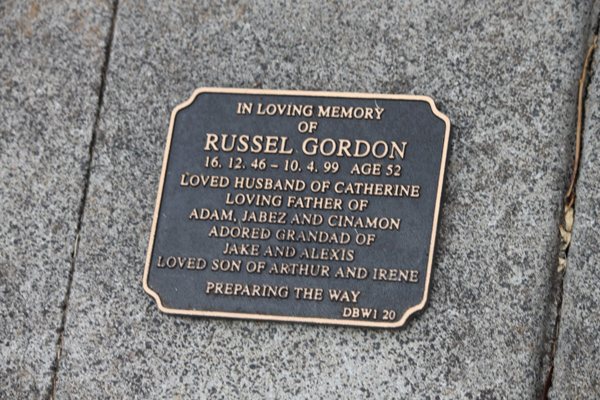 IN LOVING MEMORY
OF
RUSSEL GORDON
16. 12. 46 – 10. 4. 99 AGE 52
LOVED HUSBAND OF CATHERINE
LOVING FATHER OF
ADAM, JABEZ AND CINAMON
ADORED GRANDAD OF
JAKE AND ALEXIS
LOVED SON OF ARTHUR AND IRENE
PREPARING THE WAY
DBW1 20